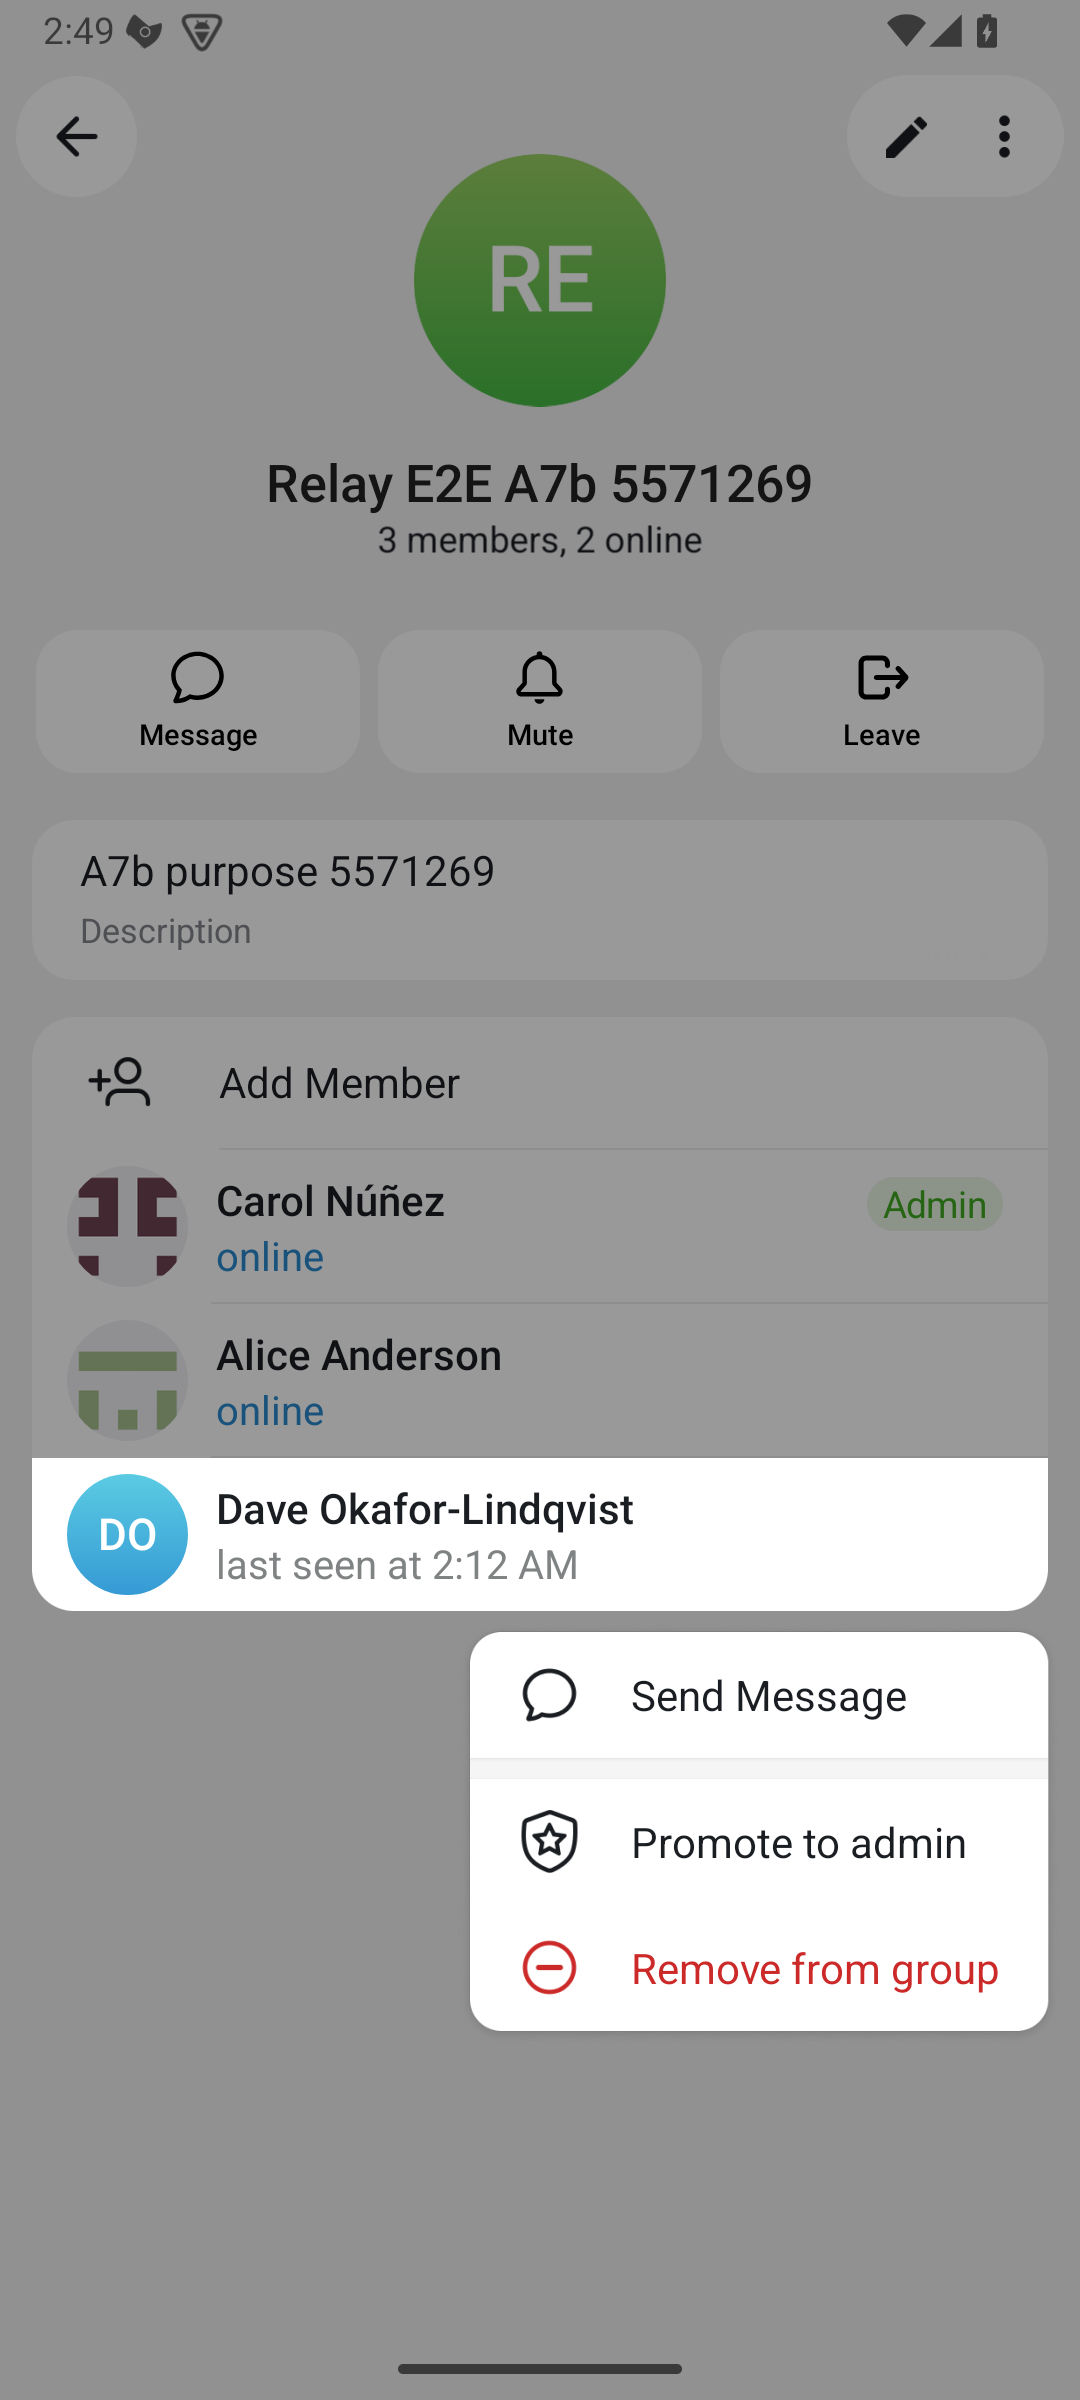 2:49
RE
Relay E2E A7b 5571269
3 members, 2 online
Message
Mute
Leave
A7b purpose 5571269
Description
Add Member
Carol Núñez
Admin
online
Alice Anderson
online
DO
Dave Okafor-Lindqvist
last seen at 2:12 AM
Send Message
Promote to admin
Remove from group